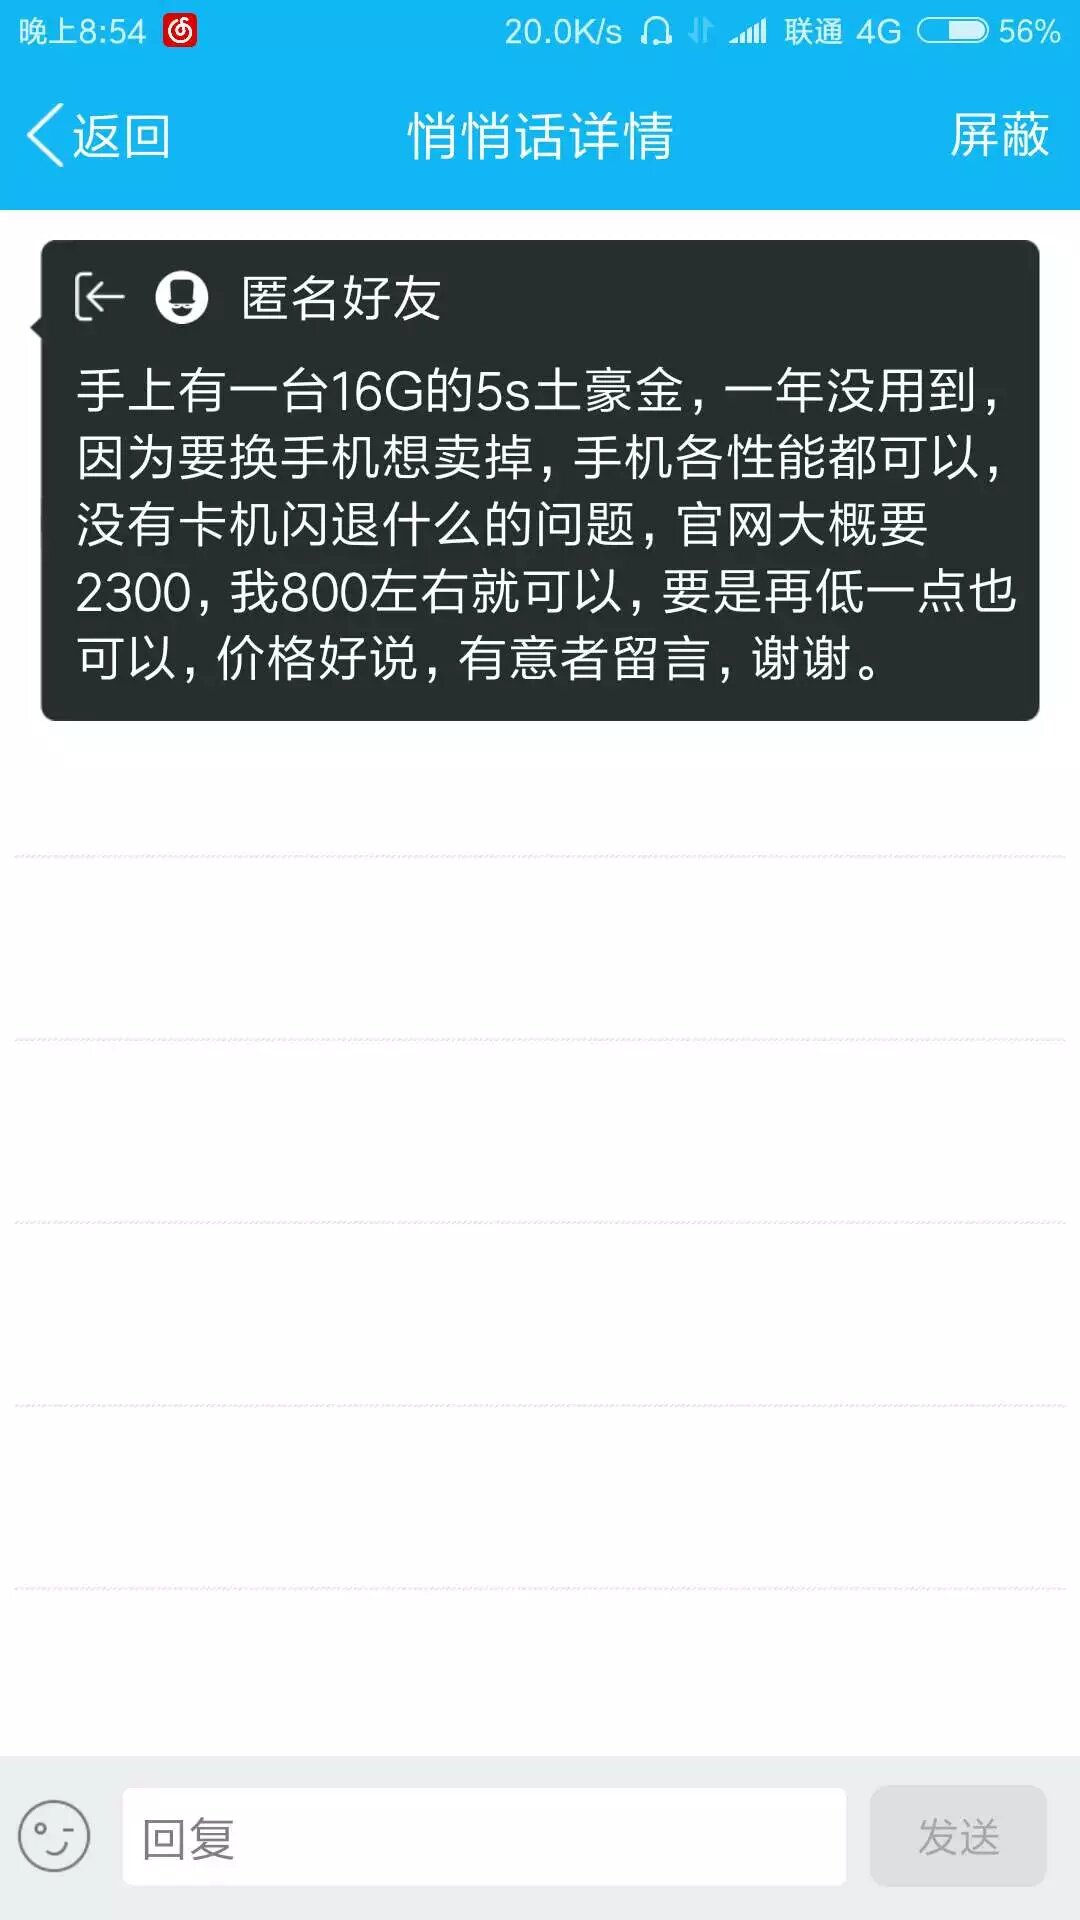 晚上8:54 20.0K/s 联通 4G 56%
返回 悄悄话详情 屏蔽
匿名好友
手上有一台16G的5s土豪金，一年没用到，
因为要换手机想卖掉，手机各性能都可以，
没有卡机闪退什么的问题，官网大概要
2300，我800左右就可以，要是再低一点也
可以，价格好说，有意者留言，谢谢。
回复 发送